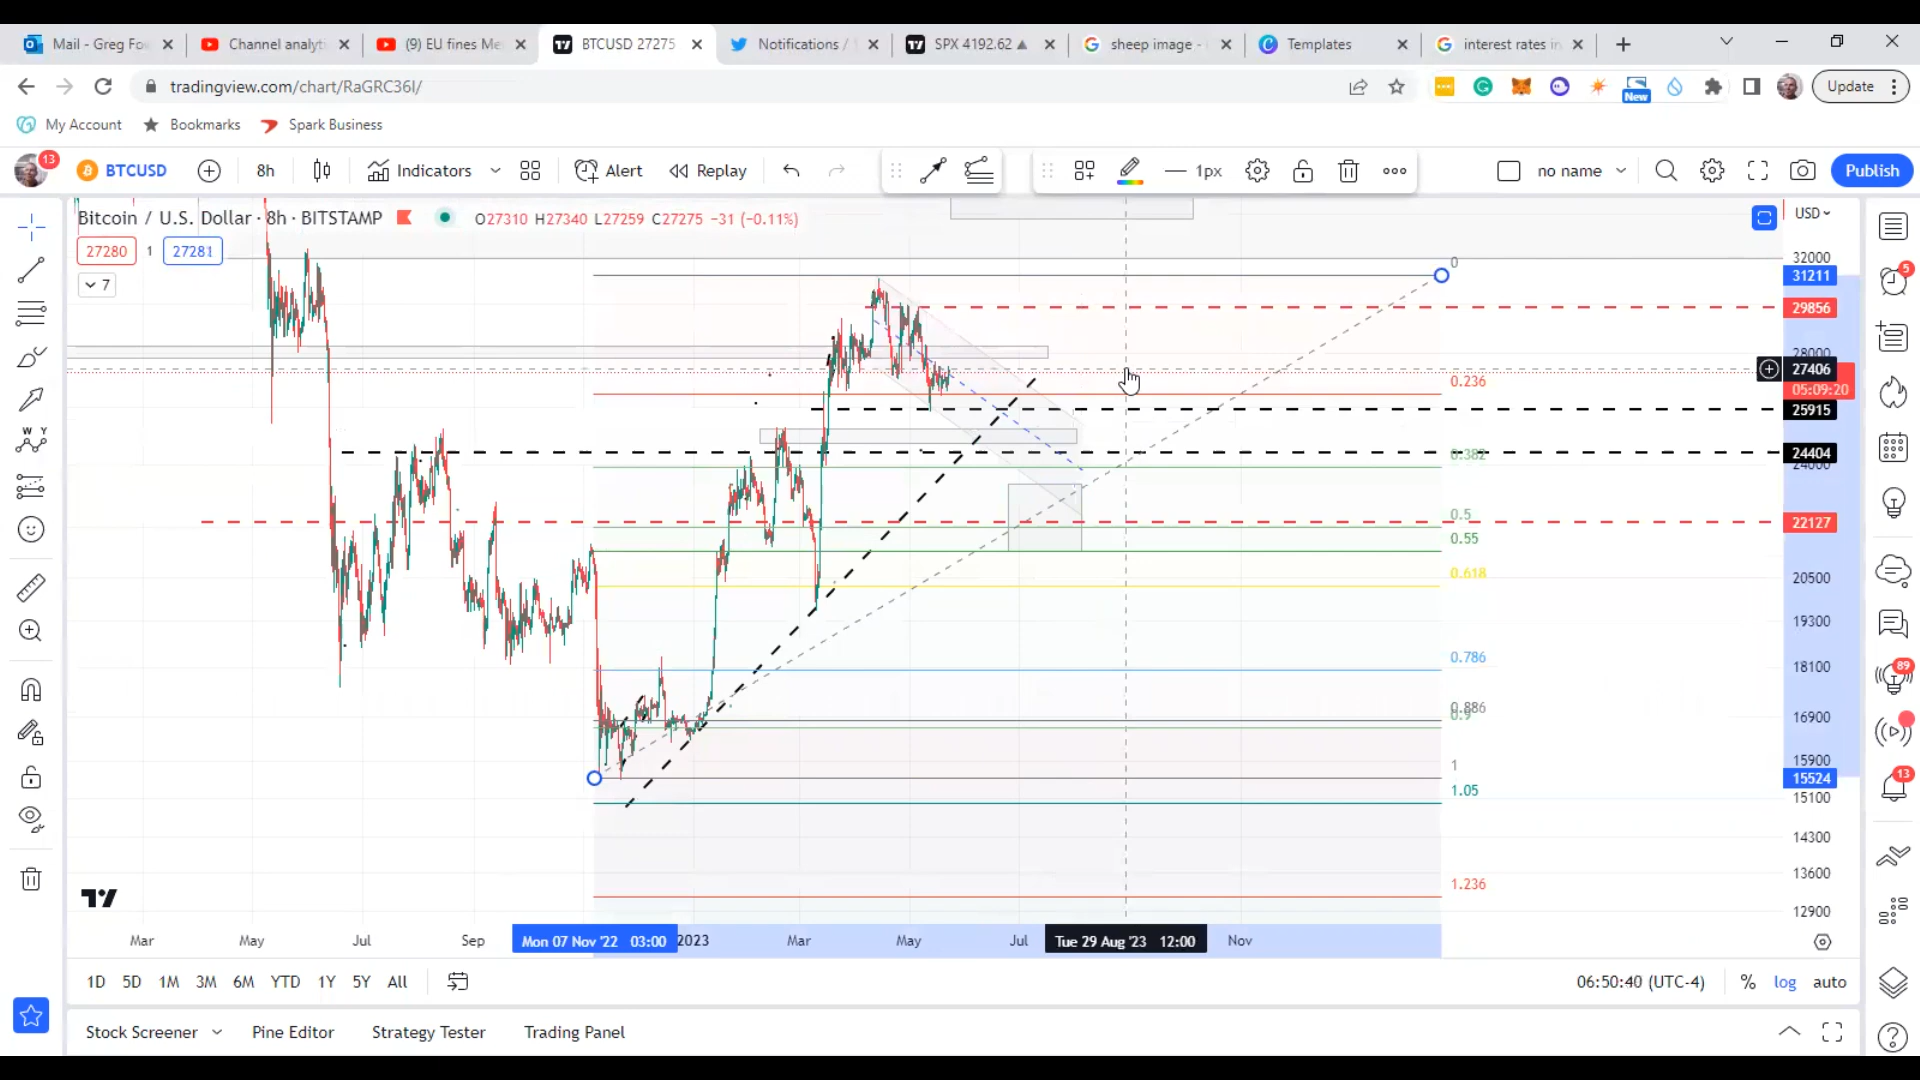 Mail - Greg Fo
Channel analyti
(9) EU fines Me
BTCUSD 27275
Notifications /
SPX 4192.62 ▲
sheep image -
Templates
interest rates in
tradingview.com/chart/RaGRC36I/
New
Update
My Account
Bookmarks
Spark Business
13
BTCUSD
8h
Indicators
Alert
Replay
1px
no name
Publish
Bitcoin / U.S. Dollar · 8h · BITSTAMP
O27310 H27340 L27259 C27275 −31 (−0.11%)
USD
27280 1 27281
7
0
32000
31211
29856
28000
27406
05:09:20
0.236
25915
24404
0.382
24000
0.5
22127
0.55
0.618
20500
19300
0.786
18100
0.886
0.9
16900
1
15900
15524
1.05
15100
14300
1.236
13600
12900
5
W Y
89
13
Mar May Jul Sep Mon 07 Nov '22 03:00 2023 Mar May Jul Tue 29 Aug '23 12:00 Nov
1D 5D 1M 3M 6M YTD 1Y 5Y All
06:50:40 (UTC-4) % log auto
Stock Screener Pine Editor Strategy Tester Trading Panel